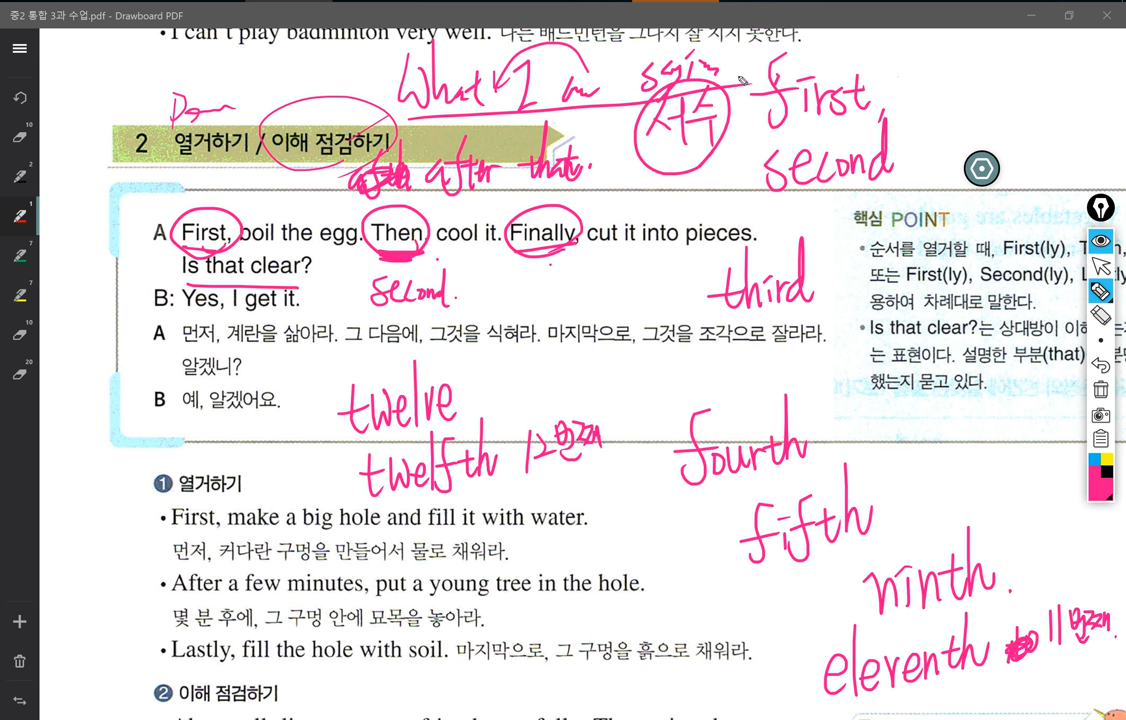 중2 통합 3과 수업.pdf - Drawboard PDF
• I can't play badminton very well. 나는 배드민턴을 그다지 잘 치지 못한다.
What I am
서수
first,
second
2 열거하기 / 이해 점검하기
after that.
A First, boil the egg. Then, cool it. Finally, cut it into pieces.
Is that clear?
second.
third
B: Yes, I get it.
A 먼저, 계란을 삶아라. 그 다음에, 그것을 식혀라. 마지막으로, 그것을 조각으로 잘라라.
알겠니?
B 예, 알겠어요.
핵심 POINT
• 순서를 열거할 때, First(ly),
또는 First(ly), Second(ly),
용하여 차례대로 말한다.
• Is that clear?는 상대방이
는 표현이다. 설명한 부분(that)
했는지 묻고 있다.
twelve
twelfth 12번째
fourth
fifth
ninth.
eleventh 11번째.
1 열거하기
• First, make a big hole and fill it with water.
먼저, 커다란 구멍을 만들어서 물로 채워라.
• After a few minutes, put a young tree in the hole.
몇 분 후에, 그 구멍 안에 묘목을 놓아라.
• Lastly, fill the hole with soil. 마지막으로, 그 구멍을 흙으로 채워라.
2 이해 점검하기
10
2
1
7
7
10
20